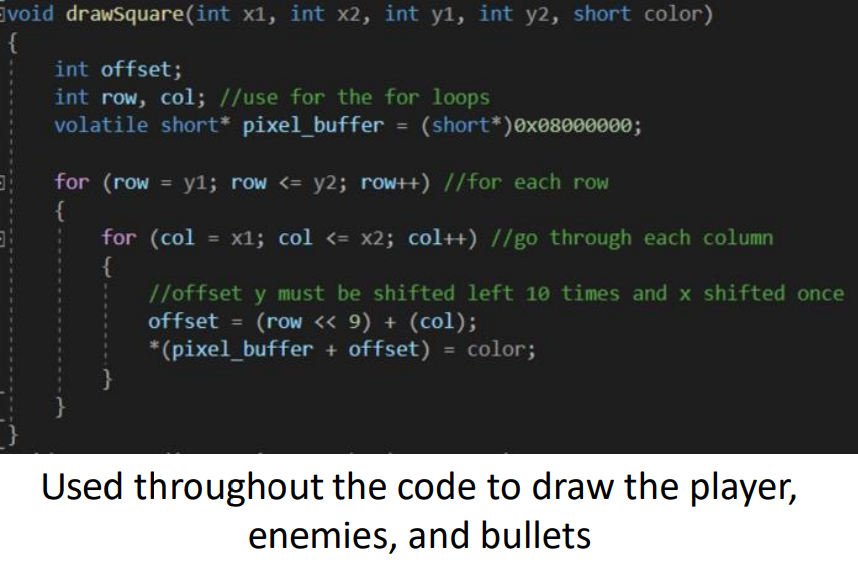 void drawSquare(int x1, int x2, int y1, int y2, short color)
{
int offset;
int row, col; //use for the for loops
volatile short* pixel_buffer = (short*)0x08000000;
for (row = y1; row <= y2; row++) //for each row
{
for (col = x1; col <= x2; col++) //go through each column
{
//offset y must be shifted left 10 times and x shifted once
offset = (row << 9) + (col);
*(pixel_buffer + offset) = color;
}
}
}
Used throughout the code to draw the player,
enemies, and bullets